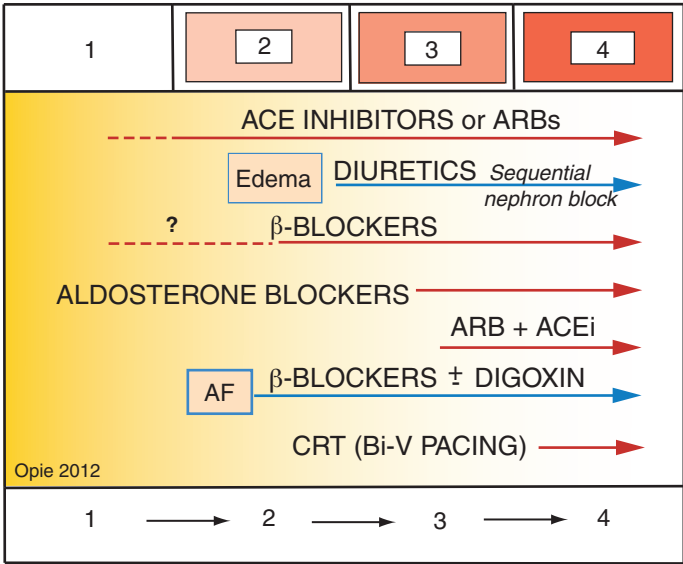 1 2 3 4
ACE INHIBITORS or ARBs
Edema DIURETICS Sequential
nephron block
?
β-BLOCKERS
ALDOSTERONE BLOCKERS
ARB + ACEi
AF β-BLOCKERS ± DIGOXIN
CRT (Bi-V PACING)
Opie 2012
1 2 3 4